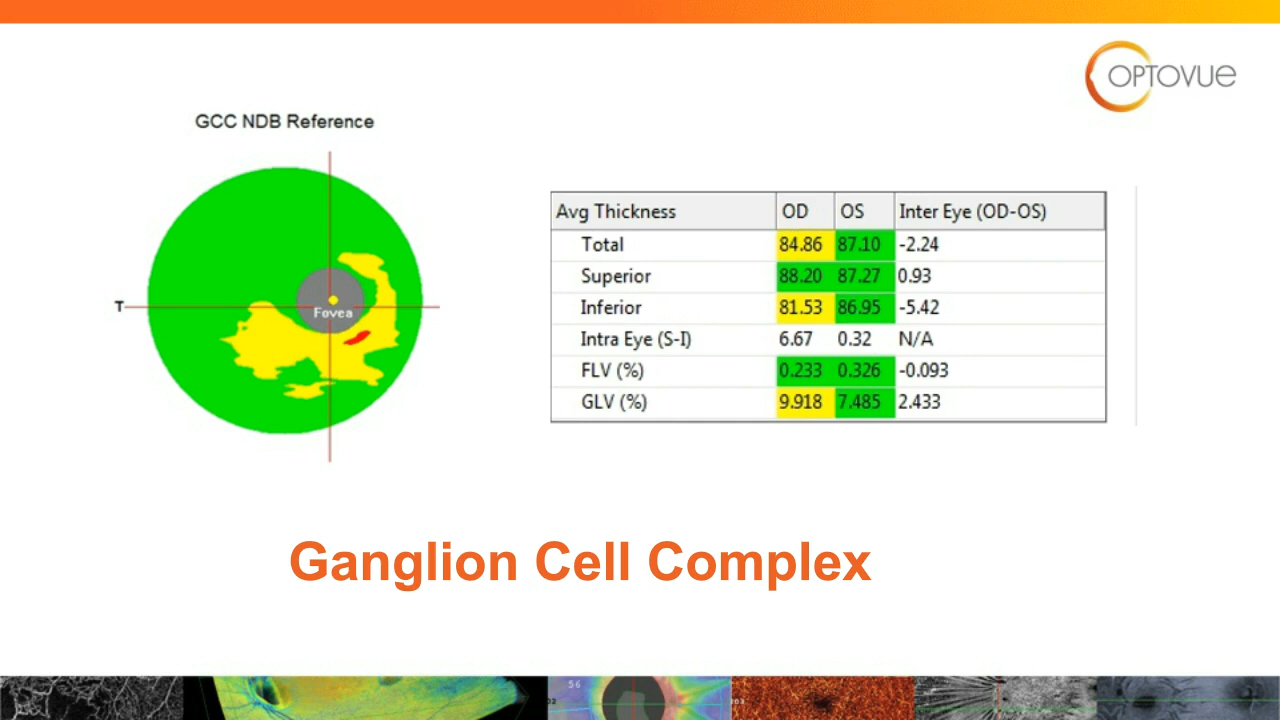 OPTOVUE
GCC NDB Reference
T
Fovea
Avg Thickness OD OS Inter Eye (OD-OS)
Total 84.86 87.10 -2.24
Superior 88.20 87.27 0.93
Inferior 81.53 86.95 -5.42
Intra Eye (S-I) 6.67 0.32 N/A
FLV (%) 0.233 0.326 -0.093
GLV (%) 9.918 7.485 2.433
Ganglion Cell Complex
56